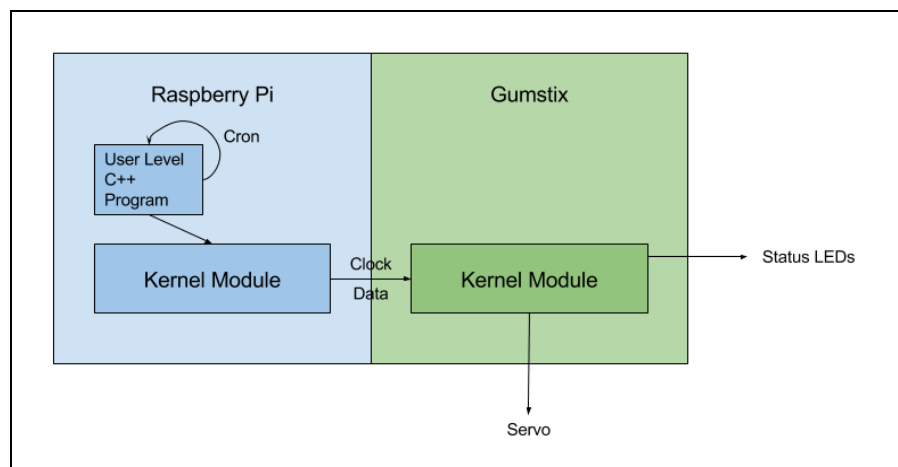 Raspberry Pi
Gumstix
Cron
User Level
C++
Program
Kernel Module
Clock
Data
Kernel Module
Status LEDs
Servo